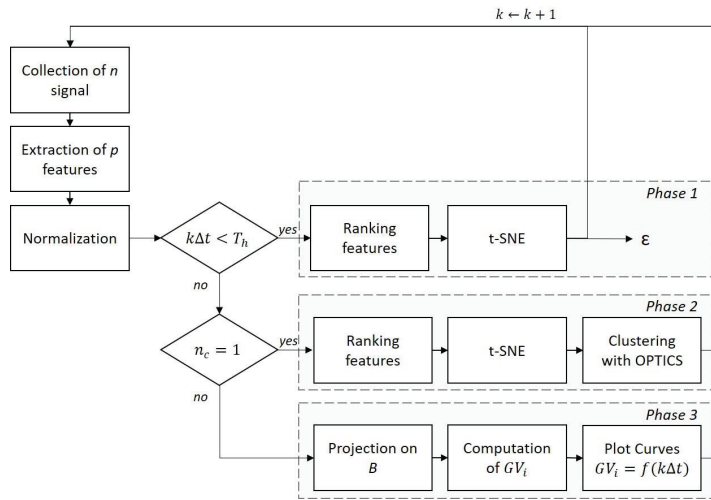 k ← k + 1
Collection of n
signal
Extraction of p
features
Normalization
kΔt < T_h
yes
no
Phase 1
Ranking
features
t-SNE
ε
n_c = 1
yes
no
Phase 2
Ranking
features
t-SNE
Clustering
with OPTICS
Phase 3
Projection on
B
Computation
of GV_i
Plot Curves
GV_i = f(kΔt)